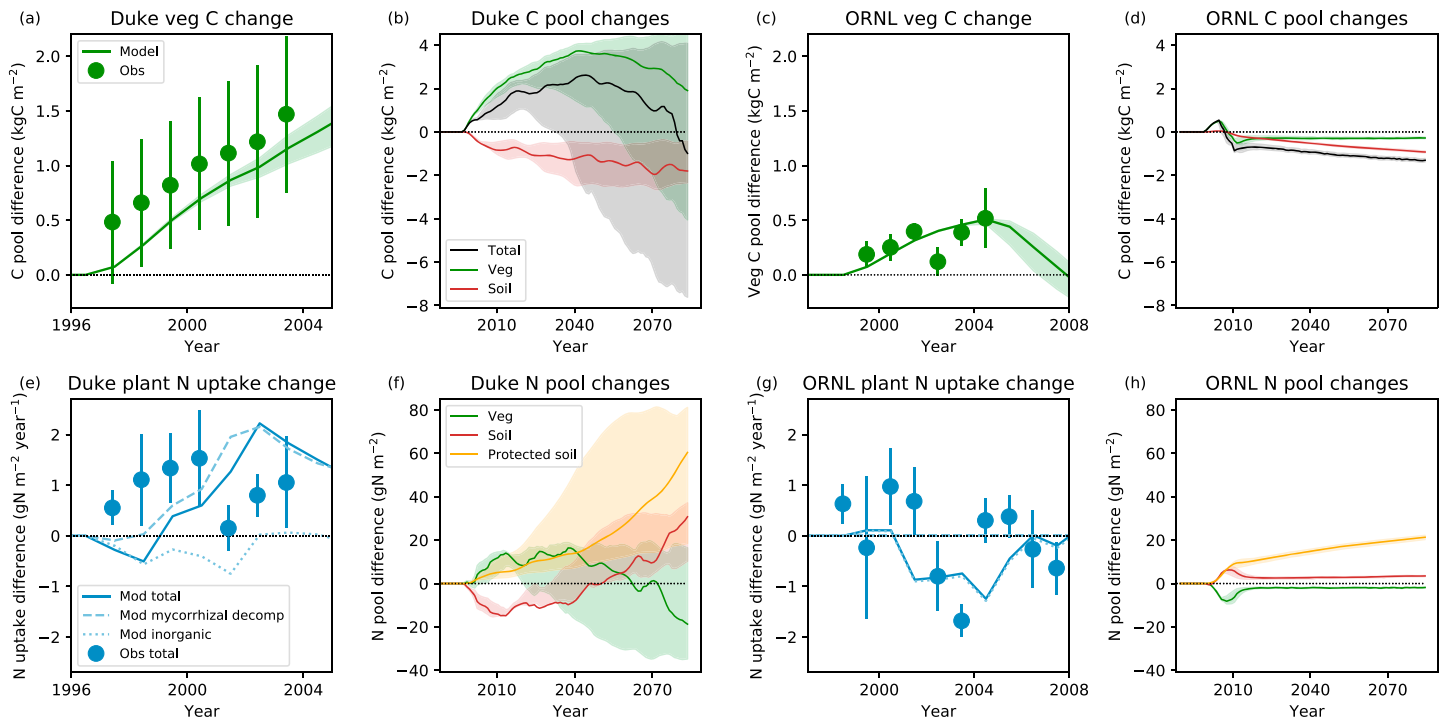 (a) Duke veg C change
C pool difference (kgC m⁻²)
2.0
1.5
1.0
0.5
0.0
Model
Obs
1996 2000 2004
Year
(b) Duke C pool changes
C pool difference (kgC m⁻²)
4
2
0
−2
−4
−6
−8
Total
Veg
Soil
2010 2040 2070
Year
(c) ORNL veg C change
Veg C pool difference (kgC m⁻²)
2.0
1.5
1.0
0.5
0.0
2000 2004 2008
Year
(d) ORNL C pool changes
C pool difference (kgC m⁻²)
4
2
0
−2
−4
−6
−8
2010 2040 2070
Year
(e) Duke plant N uptake change
N uptake difference (gN m⁻² year⁻¹)
2
1
0
−1
−2
Mod total
Mod mycorrhizal decomp
Mod inorganic
Obs total
1996 2000 2004
Year
(f) Duke N pool changes
N pool difference (gN m⁻²)
80
60
40
20
0
−20
−40
Veg
Soil
Protected soil
2010 2040 2070
Year
(g) ORNL plant N uptake change
N uptake difference (gN m⁻² year⁻¹)
2
1
0
−1
−2
2000 2004 2008
Year
(h) ORNL N pool changes
N pool difference (gN m⁻²)
80
60
40
20
0
−20
−40
2010 2040 2070
Year